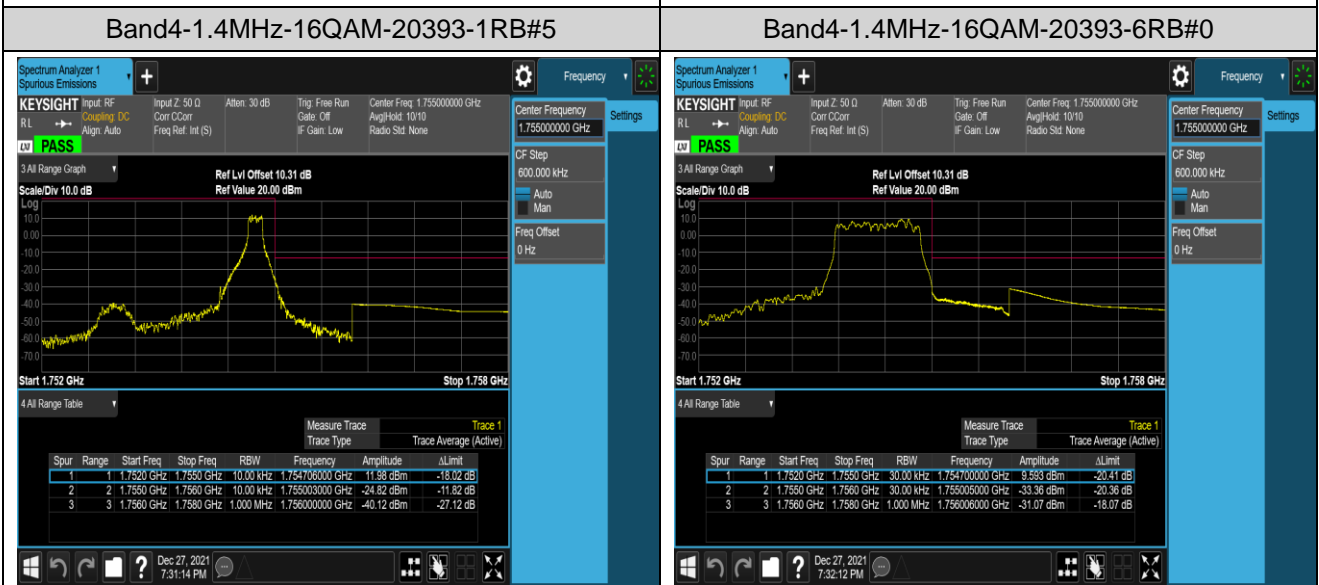 Band4-1.4MHz-16QAM-20393-1RB#5
Spectrum Analyzer 1
Spurious Emissions
Frequency
KEYSIGHT
RL
Input: RF
Coupling: DC
Align: Auto
Input Z: 50 Ω
Corr CCorr
Freq Ref: Int (S)
Atten: 30 dB
Trig: Free Run
Gate: Off
IF Gain: Low
Center Freq: 1.755000000 GHz
Avg|Hold: 10/10
Radio Std: None
LXI PASS
Center Frequency
1.755000000 GHz
Settings
CF Step
600.000 kHz
Auto
Man
Freq Offset
0 Hz
3 All Range Graph
Ref Lvl Offset 10.31 dB
Scale/Div 10.0 dB
Ref Value 20.00 dBm
Log
10.0
0.00
-10.0
-20.0
-30.0
-40.0
-50.0
-60.0
-70.0
Start 1.752 GHz
Stop 1.758 GHz
4 All Range Table
Measure Trace Trace 1
Trace Type Trace Average (Active)
Spur Range Start Freq Stop Freq RBW Frequency Amplitude ΔLimit
1 1 1.7520 GHz 1.7550 GHz 10.00 kHz 1.754706000 GHz 11.98 dBm -18.02 dB
2 2 1.7550 GHz 1.7560 GHz 10.00 kHz 1.755003000 GHz -24.82 dBm -11.82 dB
3 3 1.7560 GHz 1.7580 GHz 1.000 MHz 1.756000000 GHz -40.12 dBm -27.12 dB
?
Dec 27, 2021
7:31:14 PM
Band4-1.4MHz-16QAM-20393-6RB#0
Spectrum Analyzer 1
Spurious Emissions
Frequency
KEYSIGHT
RL
Input: RF
Coupling: DC
Align: Auto
Input Z: 50 Ω
Corr CCorr
Freq Ref: Int (S)
Atten: 30 dB
Trig: Free Run
Gate: Off
IF Gain: Low
Center Freq: 1.755000000 GHz
Avg|Hold: 10/10
Radio Std: None
LXI PASS
Center Frequency
1.755000000 GHz
Settings
CF Step
600.000 kHz
Auto
Man
Freq Offset
0 Hz
3 All Range Graph
Ref Lvl Offset 10.31 dB
Scale/Div 10.0 dB
Ref Value 20.00 dBm
Log
10.0
0.00
-10.0
-20.0
-30.0
-40.0
-50.0
-60.0
-70.0
Start 1.752 GHz
Stop 1.758 GHz
4 All Range Table
Measure Trace Trace 1
Trace Type Trace Average (Active)
Spur Range Start Freq Stop Freq RBW Frequency Amplitude ΔLimit
1 1 1.7520 GHz 1.7550 GHz 30.00 kHz 1.754700000 GHz 9.593 dBm -20.41 dB
2 2 1.7550 GHz 1.7560 GHz 30.00 kHz 1.755005000 GHz -33.36 dBm -20.36 dB
3 3 1.7560 GHz 1.7580 GHz 1.000 MHz 1.756006000 GHz -31.07 dBm -18.07 dB
?
Dec 27, 2021
7:32:12 PM